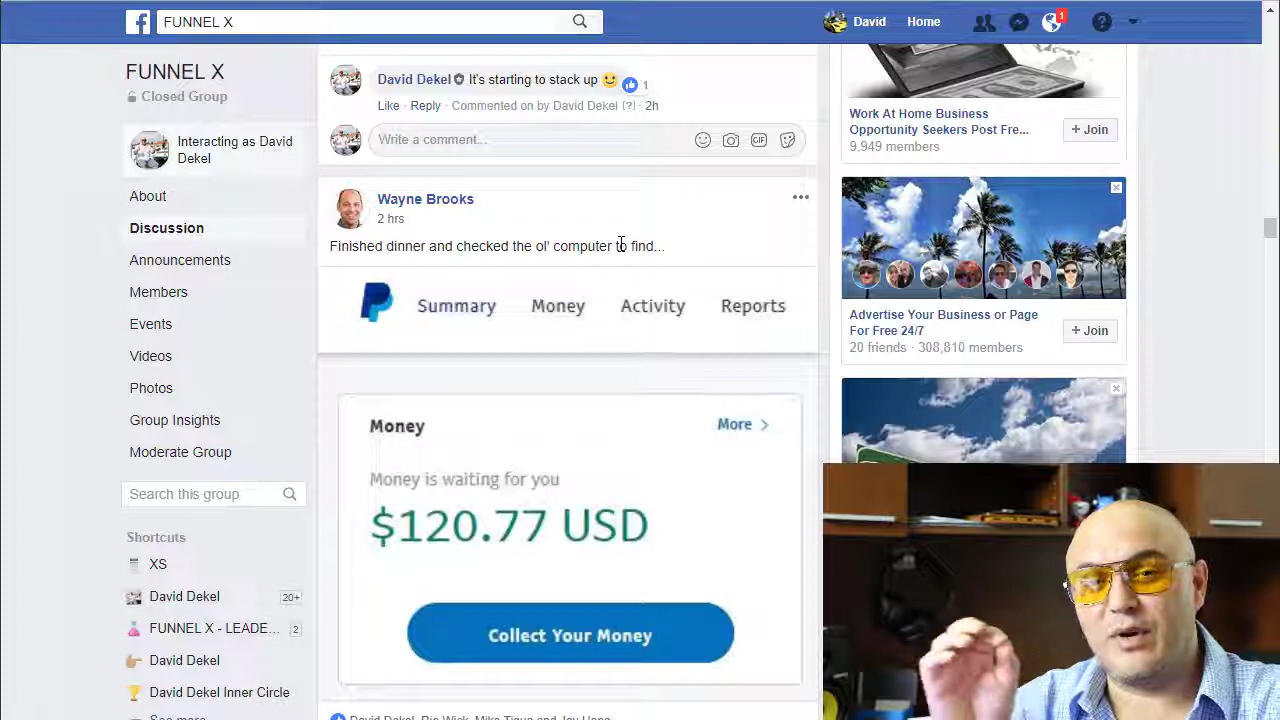 FUNNEL X
David
Home
1
?
FUNNEL X
Closed Group
Interacting as David
Dekel
About
Discussion
Announcements
Members
Events
Videos
Photos
Group Insights
Moderate Group
Search this group
Shortcuts
XS
David Dekel
20+
FUNNEL X - LEADE...
2
David Dekel
David Dekel Inner Circle
See more
David Dekel It's starting to stack up
1
Like · Reply · Commented on by David Dekel [?] · 2h
Write a comment...
GIF
Wayne Brooks
2 hrs
Finished dinner and checked the ol' computer to find...
Summary
Money
Activity
Reports
Money
More >
Money is waiting for you
$120.77 USD
Collect Your Money
Work At Home Business
Opportunity Seekers Post Fre...
9,949 members
+ Join
Advertise Your Business or Page
For Free 24/7
20 friends · 308,810 members
+ Join